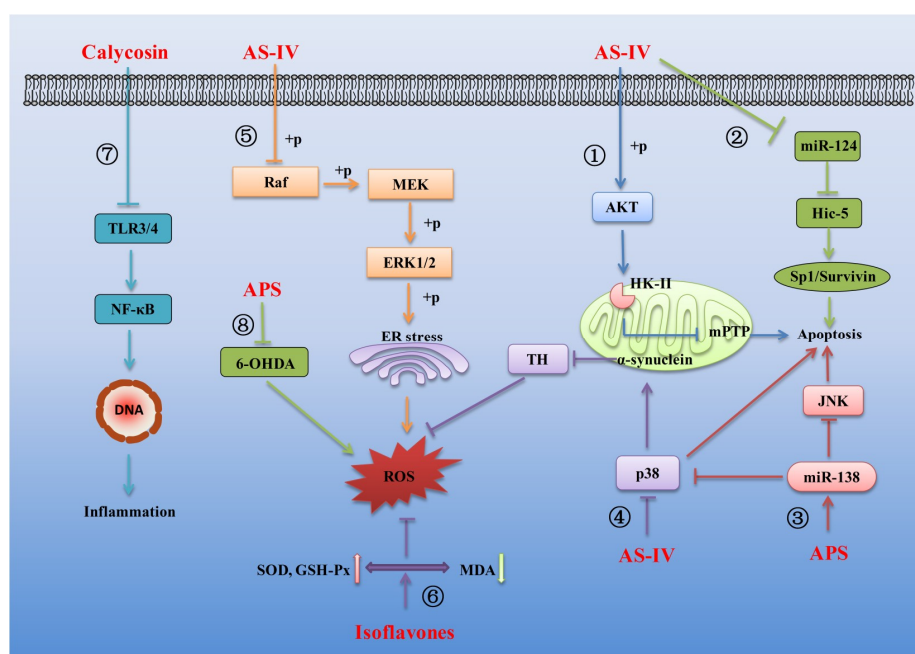 Calycosin
AS-IV
AS-IV
⑦
⑤
+p
①
+p
②
miR-124
Raf
+p
MEK
AKT
Hic-5
TLR3/4
+p
ERK1/2
HK-II
Sp1/Survivin
APS
NF-κB
+p
⑧
ER stress
mPTP
Apoptosis
6-OHDA
TH
α-synuclein
DNA
JNK
ROS
p38
miR-138
Inflammation
④
③
AS-IV
APS
SOD, GSH-Px
MDA
⑥
Isoflavones